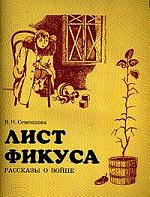 В. Н. Семенцова
ЛИСТ
ФИКУСА
РАССКАЗЫ О ВОЙНЕ